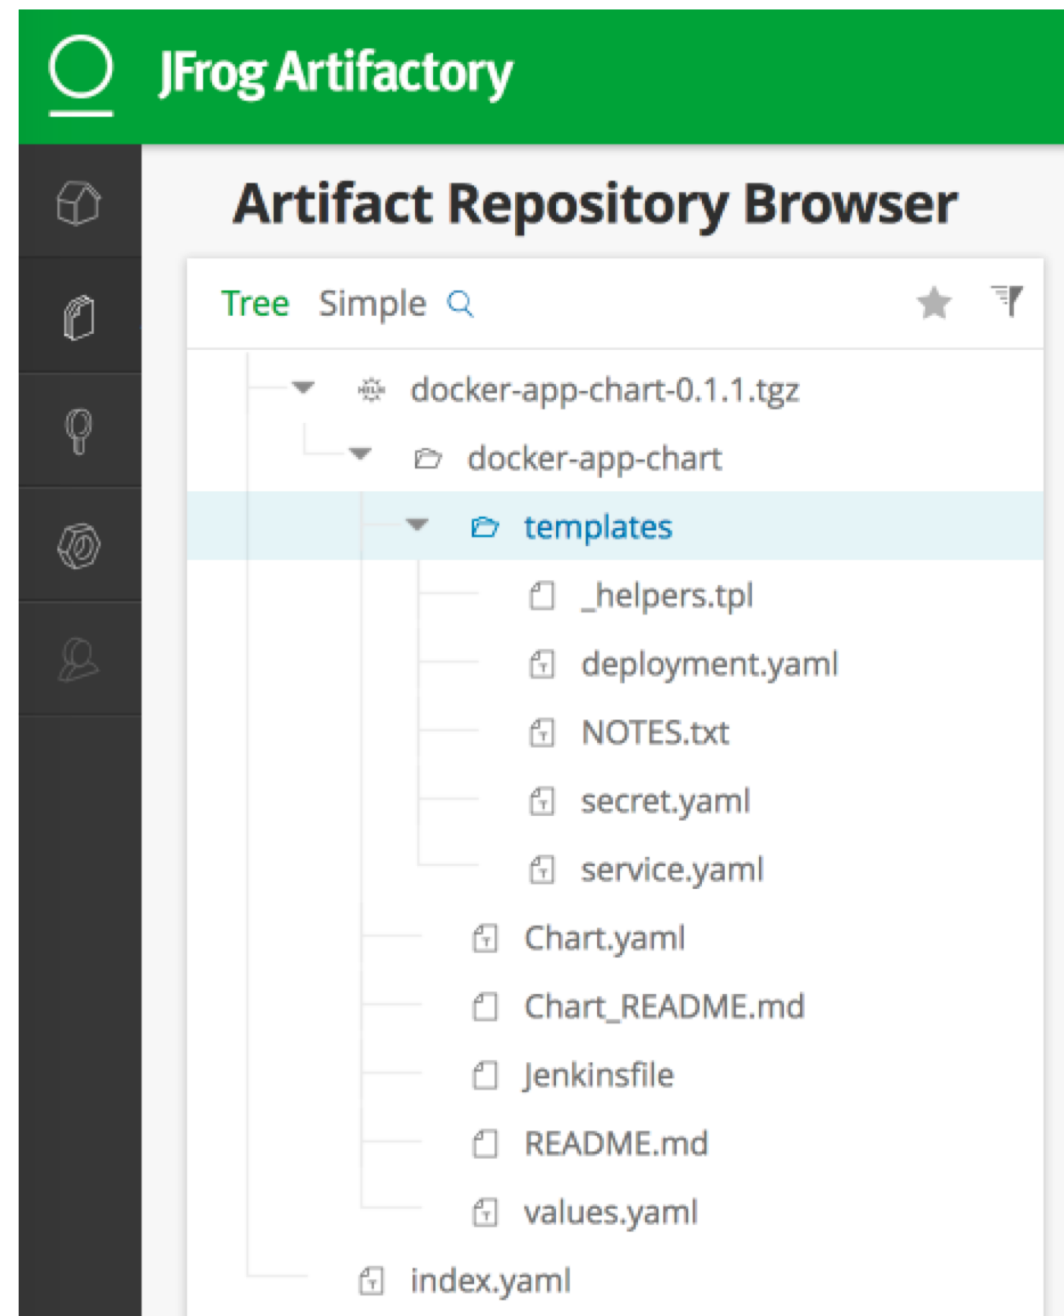 JFrog Artifactory
Artifact Repository Browser
Tree Simple
HELM docker-app-chart-0.1.1.tgz
docker-app-chart
templates
_helpers.tpl
T deployment.yaml
T NOTES.txt
T secret.yaml
T service.yaml
T Chart.yaml
Chart_README.md
Jenkinsfile
README.md
T values.yaml
T index.yaml